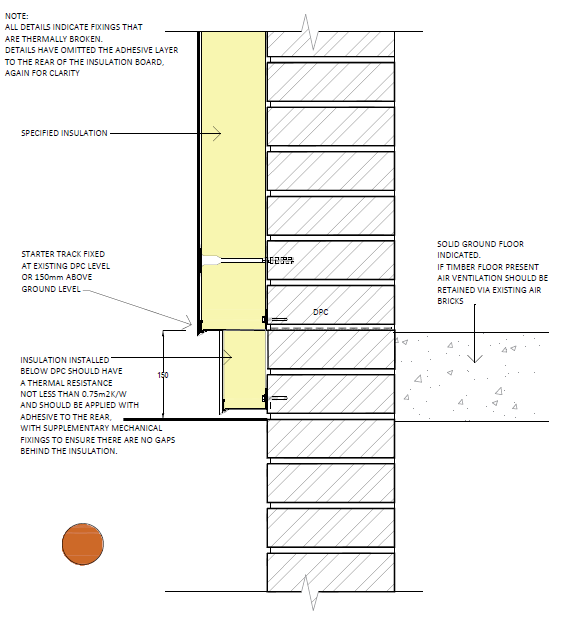 NOTE:
ALL DETAILS INDICATE FIXINGS THAT
ARE THERMALLY BROKEN.
DETAILS HAVE OMITTED THE ADHESIVE LAYER
TO THE REAR OF THE INSULATION BOARD,
AGAIN FOR CLARITY
SPECIFIED INSULATION
STARTER TRACK FIXED
AT EXISTING DPC LEVEL
OR 150mm ABOVE
GROUND LEVEL
SOLID GROUND FLOOR
INDICATED.
IF TIMBER FLOOR PRESENT
AIR VENTILATION SHOULD BE
RETAINED VIA EXISTING AIR
BRICKS
DPC
INSULATION INSTALLED
BELOW DPC SHOULD HAVE
A THERMAL RESISTANCE
NOT LESS THAN 0.75m2K/W
AND SHOULD BE APPLIED WITH
ADHESIVE TO THE REAR,
WITH SUPPLEMENTARY MECHANICAL
FIXINGS TO ENSURE THERE ARE NO GAPS
BEHIND THE INSULATION.
150